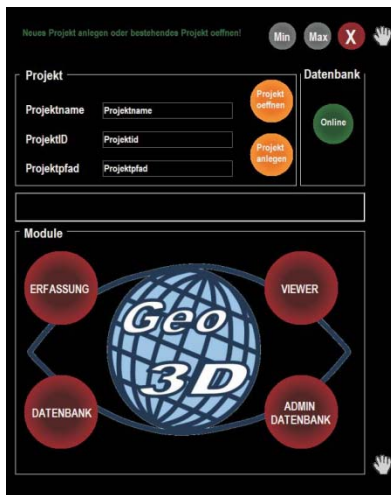 Neues Projekt anlegen oder bestehendes Projekt oeffnen!
Min
Max
X
Projekt
Datenbank
Projektname
Projektname
Projekt
oeffnen
Online
ProjektID
Projektid
Projekt
anlegen
Projektpfad
Projektpfad
Module
ERFASSUNG
VIEWER
Geo
3D
DATENBANK
ADMIN
DATENBANK